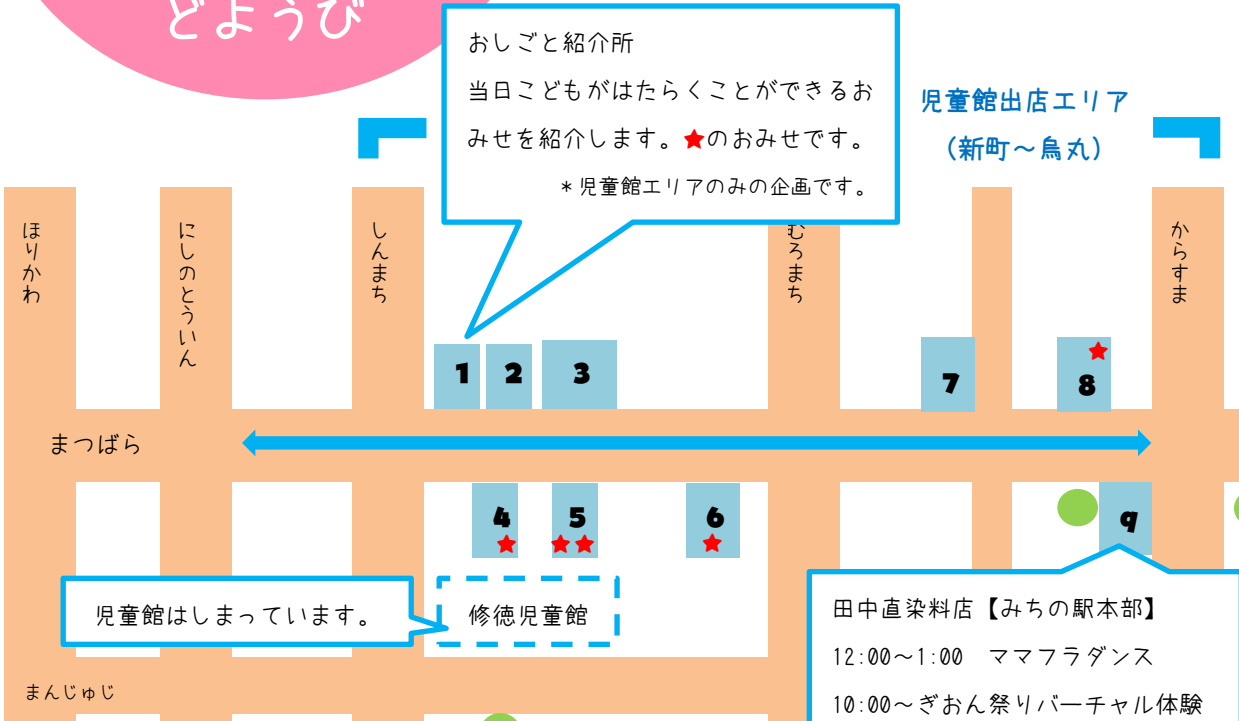 どようび
おしごと紹介所
当日こどもがはたらくことができるお
みせを紹介します。★のおみせです。
*児童館エリアのみの企画です。
児童館出店エリア
(新町～烏丸)
ほりかわ
にしのとういん
しんまち
むろまち
からすま
1
2
3
7
8
まつばら
4
5
6
9
児童館はしまっています。
修徳児童館
田中直染料店【みちの駅本部】
12:00～1:00 ママフラダンス
10:00～ぎおん祭りバーチャル体験
まんじゅじ